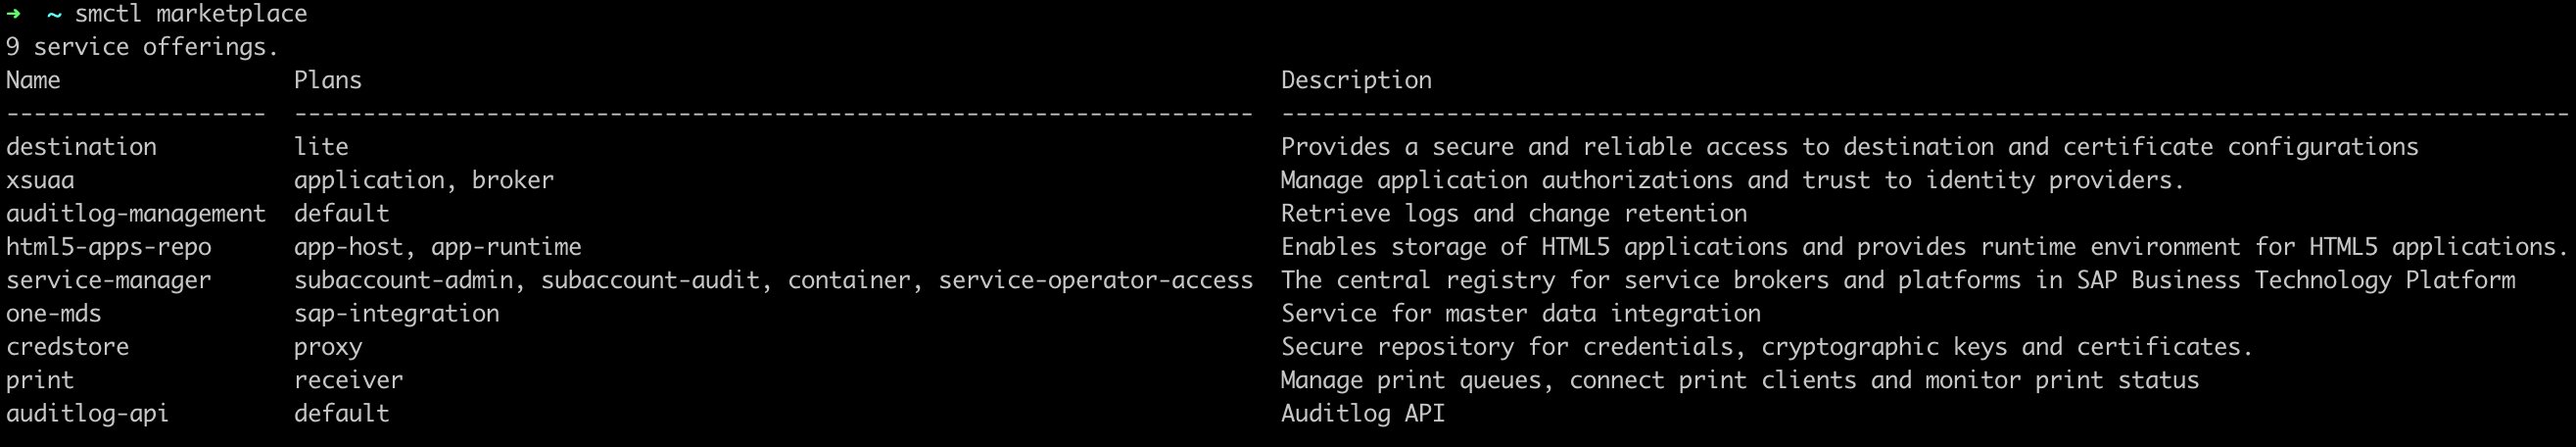 → ~ smctl marketplace
9 service offerings.
Name                 Plans                                                                   Description
-------------------  ----------------------------------------------------------------------  ----------------------------------------------------------------------------------------------
destination          lite                                                                    Provides a secure and reliable access to destination and certificate configurations
xsuaa                application, broker                                                     Manage application authorizations and trust to identity providers.
auditlog-management  default                                                                 Retrieve logs and change retention
html5-apps-repo      app-host, app-runtime                                                   Enables storage of HTML5 applications and provides runtime environment for HTML5 applications.
service-manager      subaccount-admin, subaccount-audit, container, service-operator-access  The central registry for service brokers and platforms in SAP Business Technology Platform
one-mds              sap-integration                                                         Service for master data integration
credstore            proxy                                                                   Secure repository for credentials, cryptographic keys and certificates.
print                receiver                                                                Manage print queues, connect print clients and monitor print status
auditlog-api         default                                                                 Auditlog API